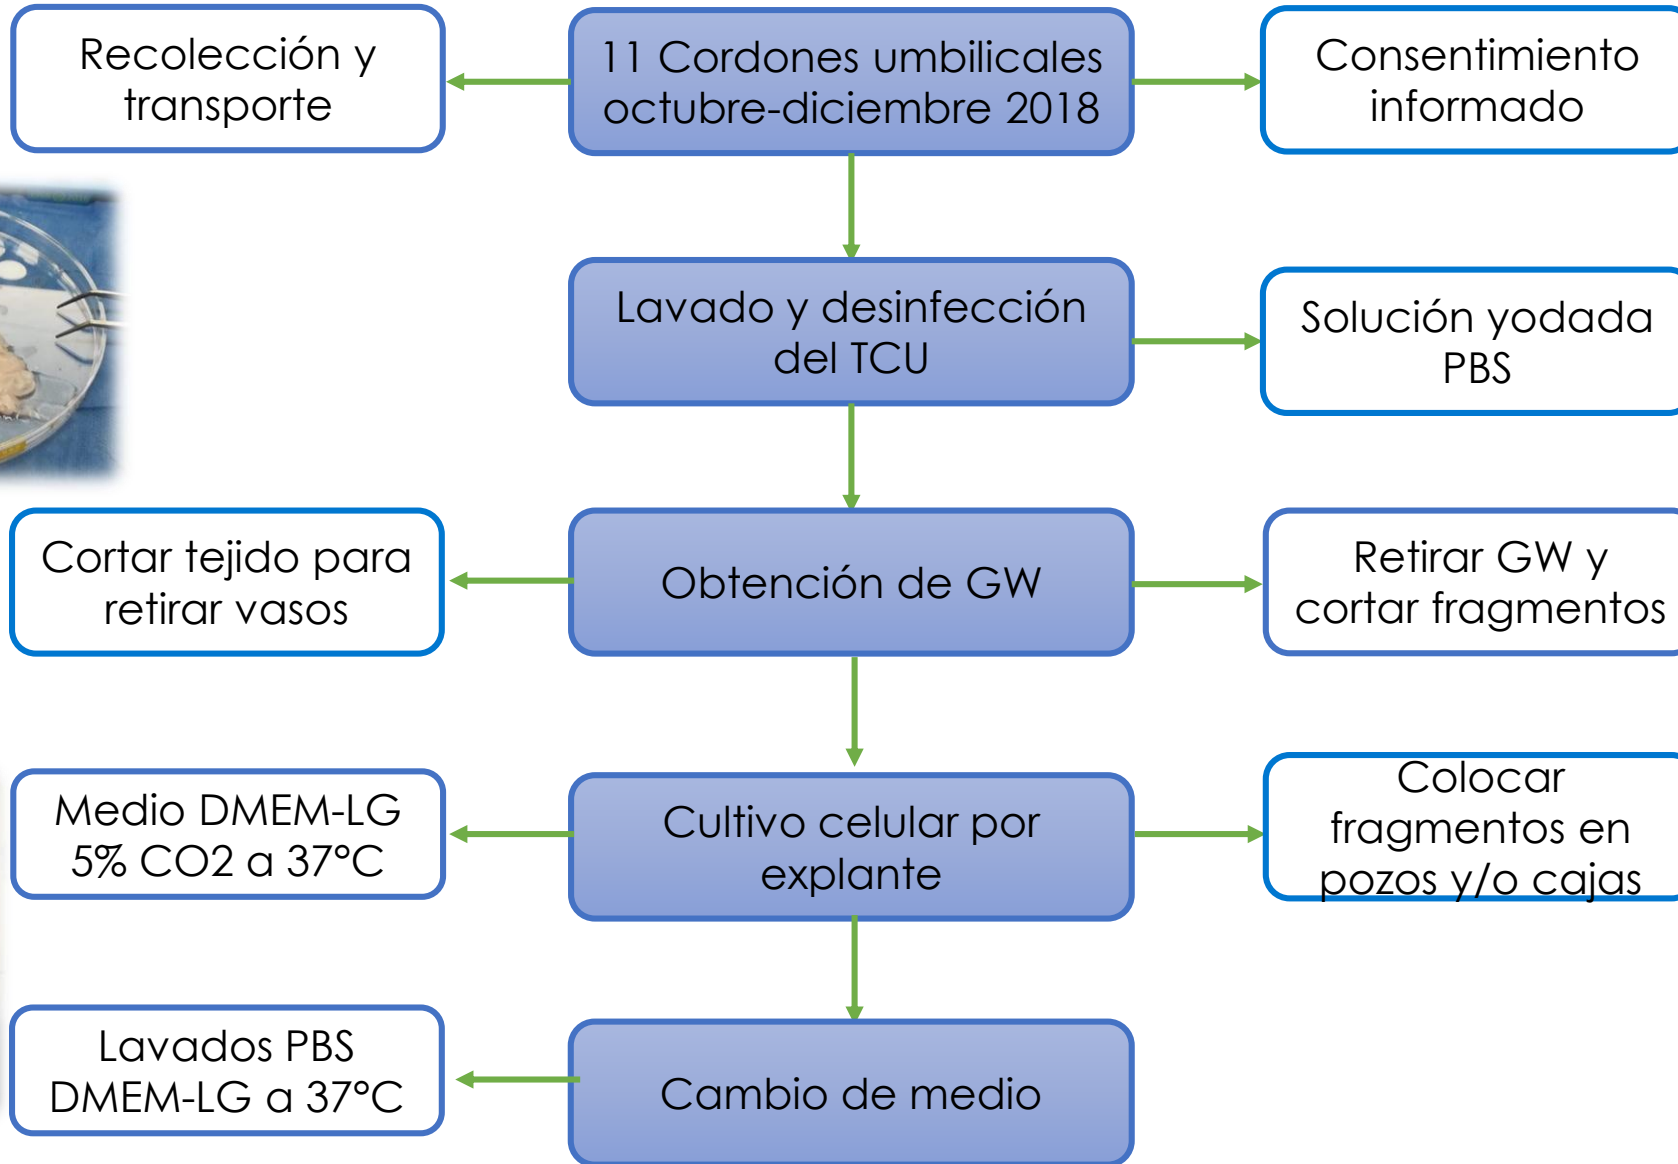 Recolección y
transporte
11 Cordones umbilicales
octubre-diciembre 2018
Consentimiento
informado
Lavado y desinfección
del TCU
Solución yodada
PBS
Cortar tejido para
retirar vasos
Obtención de GW
Retirar GW y
cortar fragmentos
Medio DMEM-LG
5% CO2 a 37°C
Cultivo celular por
explante
Colocar
fragmentos en
pozos y/o cajas
Lavados PBS
DMEM-LG a 37°C
Cambio de medio